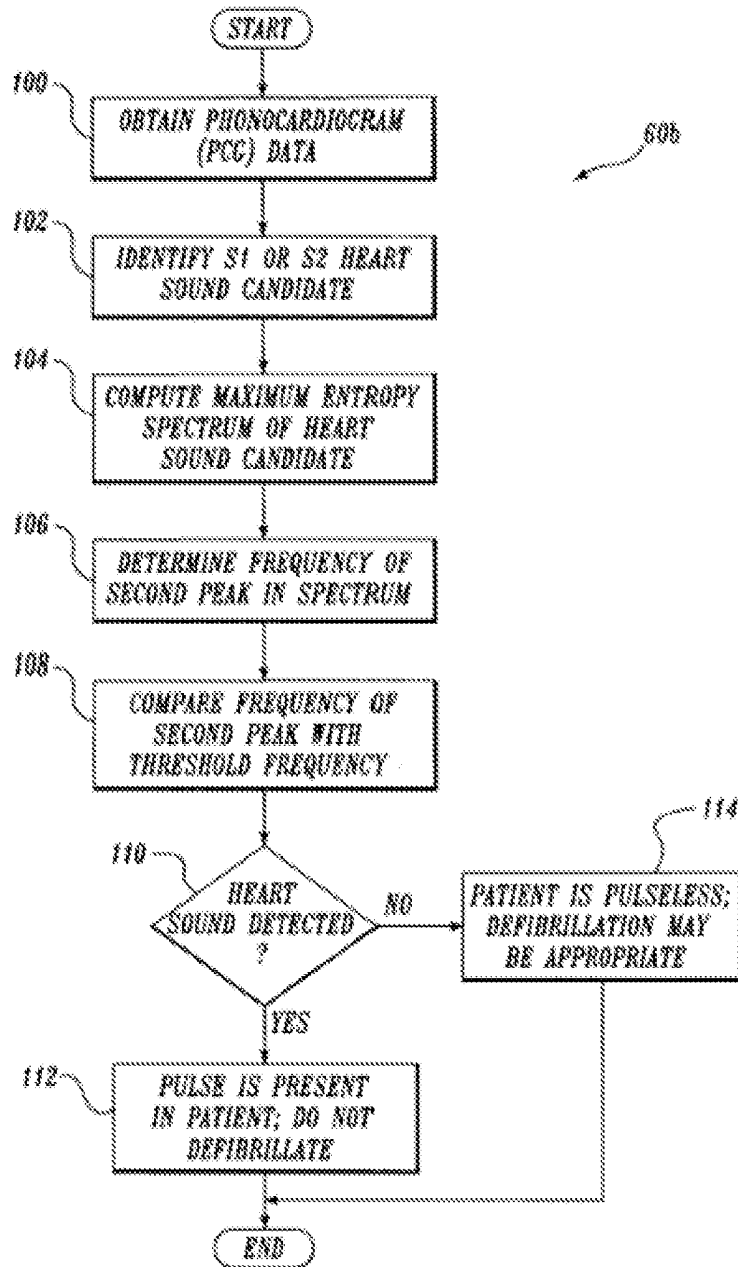 START
100
OBTAIN PHONOCARDIOGRAM
(PCG) DATA
60b
102
IDENTIFY S1 OR S2 HEART
SOUND CANDIDATE
104
COMPUTE MAXIMUM ENTROPY
SPECTRUM OF HEART
SOUND CANDIDATE
106
DETERMINE FREQUENCY OF
SECOND PEAK IN SPECTRUM
108
COMPARE FREQUENCY OF
SECOND PEAK WITH
THRESHOLD FREQUENCY
110
HEART
SOUND DETECTED
?
NO
114
PATIENT IS PULSELESS;
DEFIBRILLATION MAY
BE APPROPRIATE
YES
112
PULSE IS PRESENT
IN PATIENT; DO NOT
DEFIBRILLATE
END